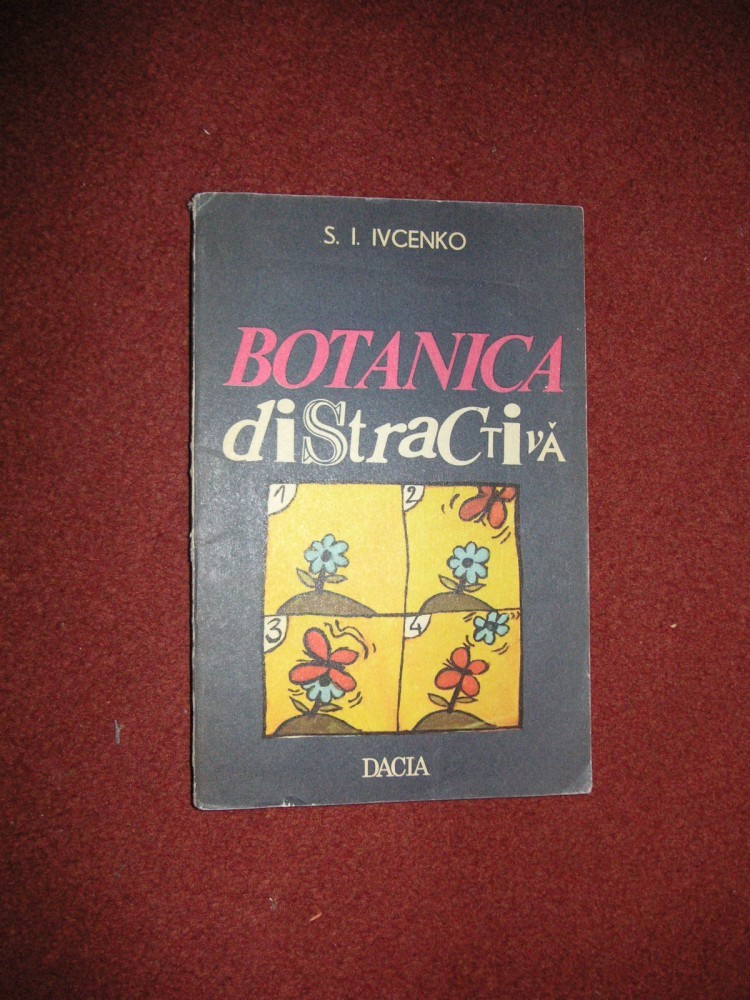 S. I. IVCENKO
BOTANICA
diStraCTivĂ
1
2
3
4
DACIA